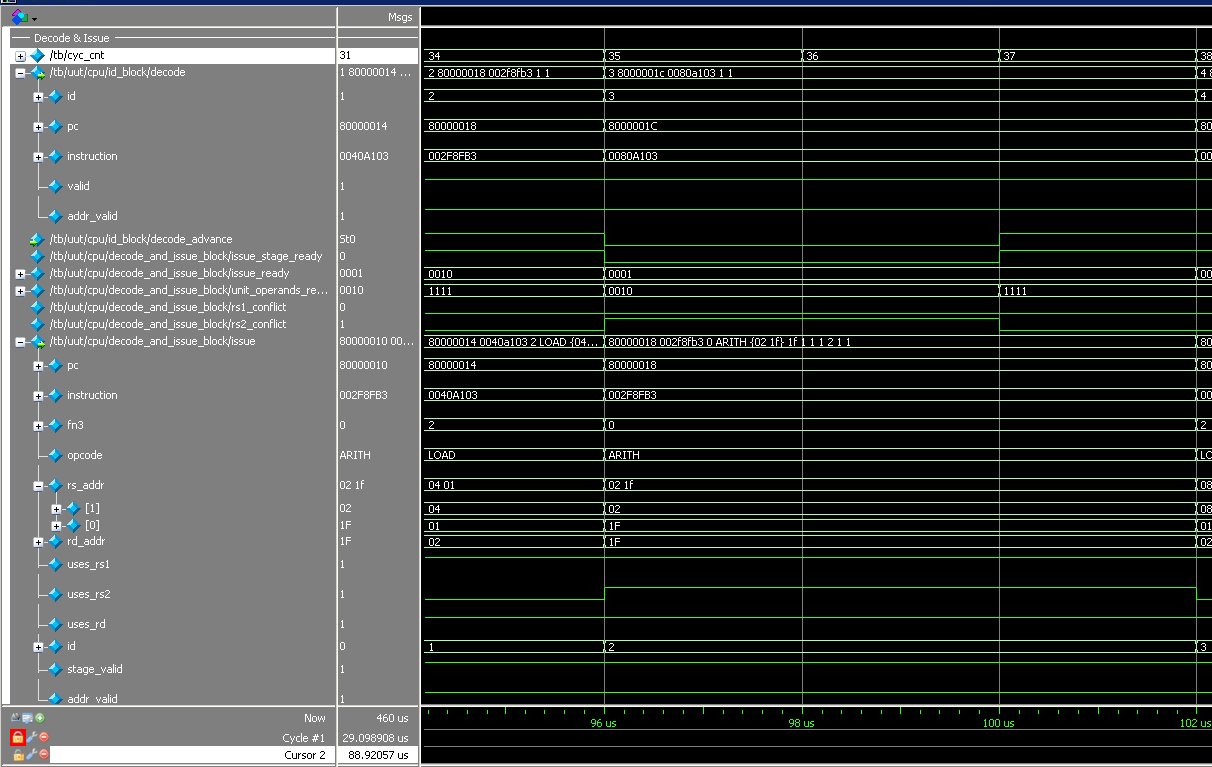 Msgs
Decode & Issue
/tb/cyc_cnt 31 34 35 36 37 38
/tb/uut/cpu/id_block/decode 1 80000014 ... 2 80000018 002f8fb3 1 1 3 8000001c 0080a103 1 1 4 8
id 1 2 3 4
pc 80000014 80000018 8000001C 80
instruction 0040A103 002F8FB3 0080A103 00
valid 1
addr_valid 1
/tb/uut/cpu/id_block/decode_advance St0
/tb/uut/cpu/decode_and_issue_block/issue_stage_ready 0
/tb/uut/cpu/decode_and_issue_block/issue_ready 0001 0010 0001 00
/tb/uut/cpu/decode_and_issue_block/unit_operands_re... 0010 1111 0010 1111
/tb/uut/cpu/decode_and_issue_block/rs1_conflict 0
/tb/uut/cpu/decode_and_issue_block/rs2_conflict 1
/tb/uut/cpu/decode_and_issue_block/issue 80000010 00... 80000014 0040a103 2 LOAD {04... 80000018 002f8fb3 0 ARITH {02 1f} 1f 1 1 1 2 1 1 80
pc 80000010 80000014 80000018 80
instruction 002F8FB3 0040A103 002F8FB3 00
fn3 0 2 0 2
opcode ARITH LOAD ARITH LO
rs_addr 02 1f 04 01 02 1f 08
[1] 02 04 02 08
[0] 1F 01 1F 01
rd_addr 1F 02 1F 02
uses_rs1 1
uses_rs2 1
uses_rd 1
id 0 1 2 3
stage_valid 1
addr_valid 1
Now 460 us
96 us 98 us 100 us 102 us
Cycle #1 29.098908 us
Cursor 2 88.92057 us